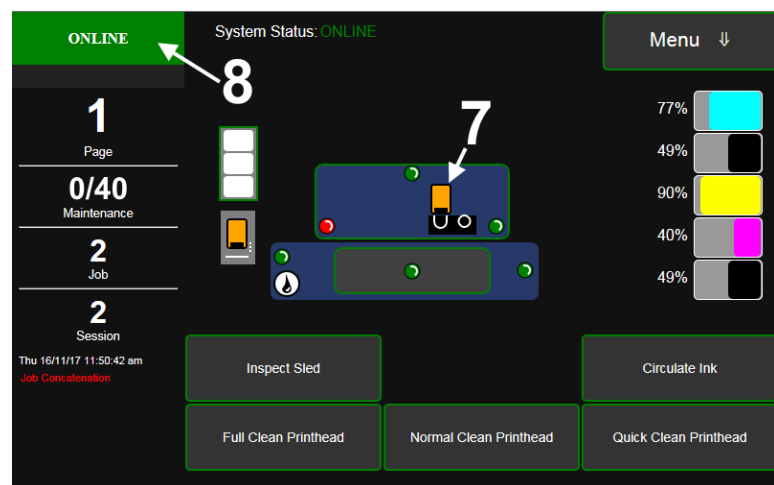 ONLINE
System Status: ONLINE
Menu ⇓
8
7
1
Page
0/40
Maintenance
2
Job
2
Session
Thu 16/11/17 11:50:42 am
Job Concatenation
77%
49%
90%
40%
49%
Inspect Sled
Circulate Ink
Full Clean Printhead
Normal Clean Printhead
Quick Clean Printhead